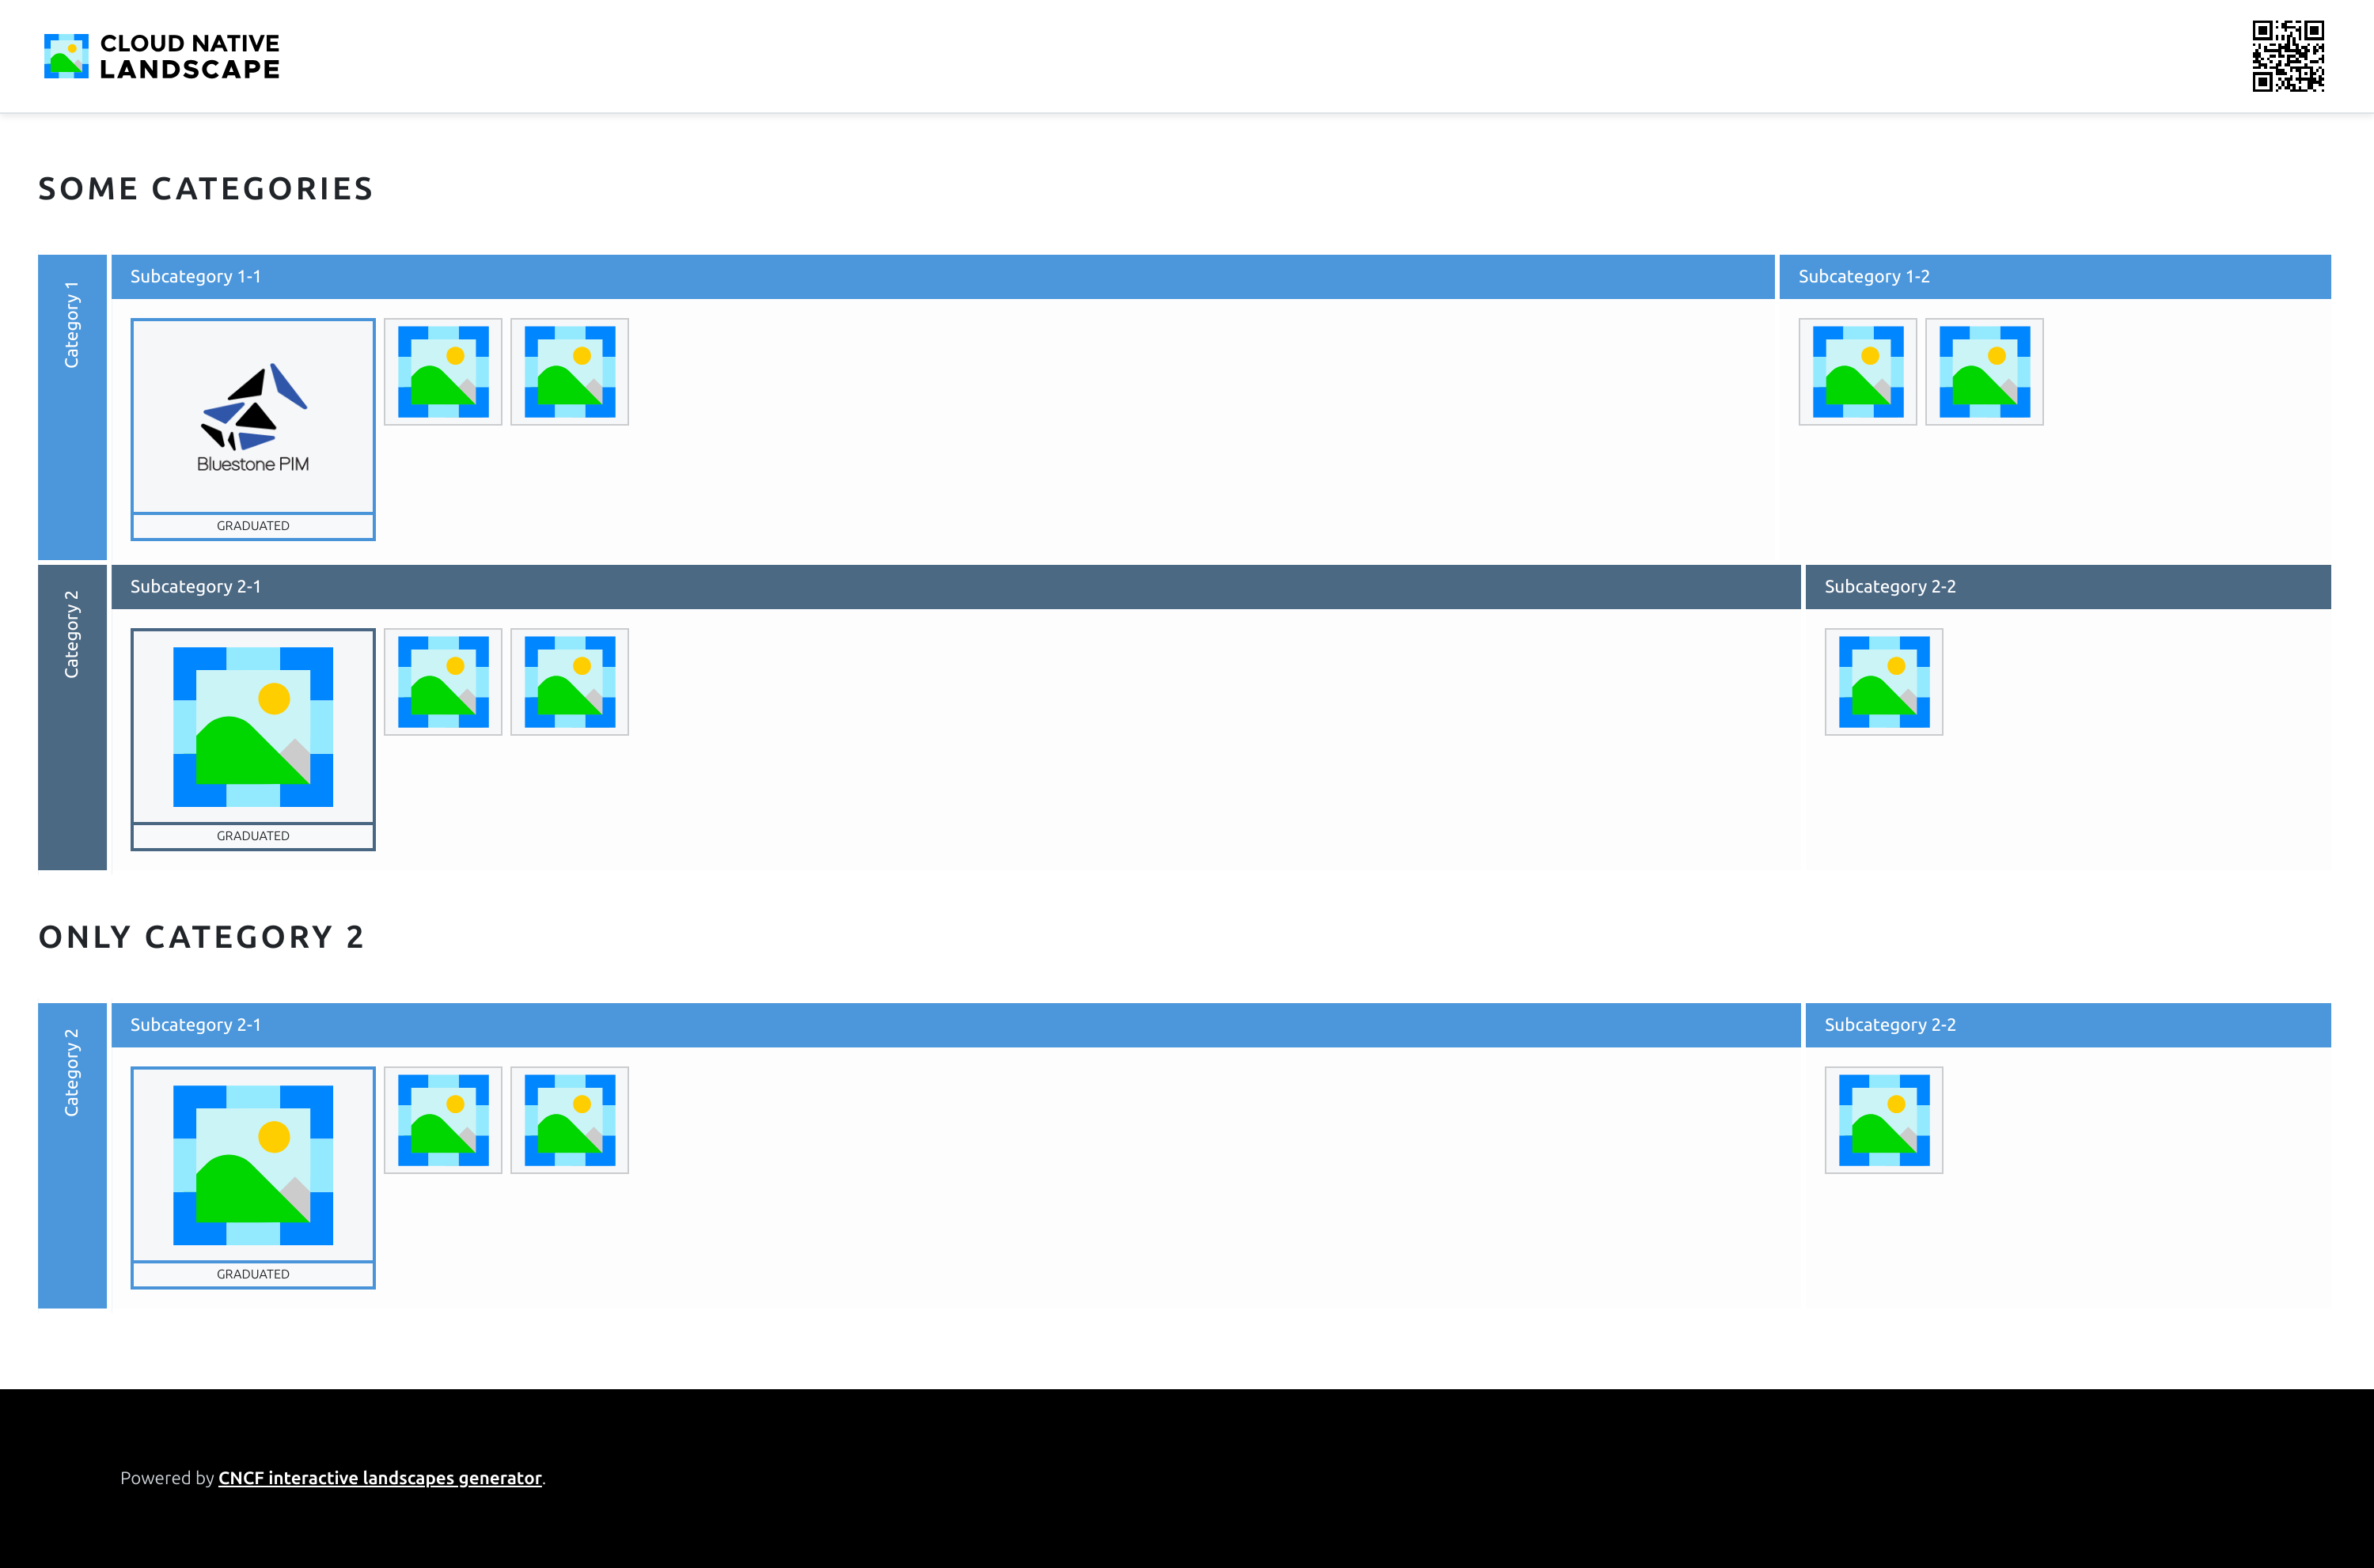 CLOUD NATIVE
LANDSCAPE
SOME CATEGORIES
Category 1
Subcategory 1-1
Subcategory 1-2
Bluestone PIM
GRADUATED
Category 2
Subcategory 2-1
Subcategory 2-2
GRADUATED
ONLY CATEGORY 2
Category 2
Subcategory 2-1
Subcategory 2-2
GRADUATED
Powered by CNCF interactive landscapes generator.